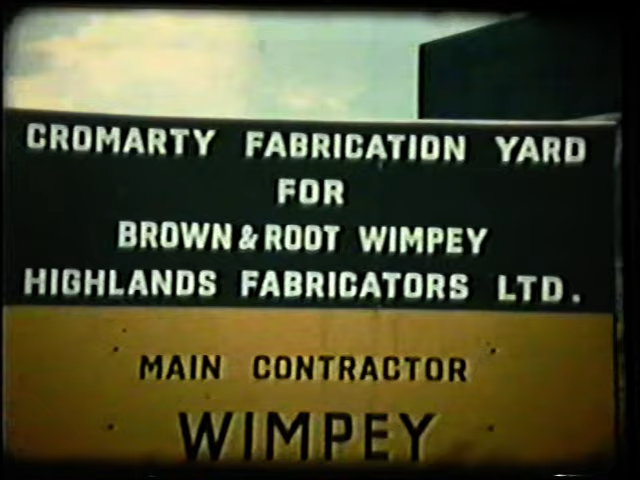 CROMARTY FABRICATION YARD
FOR
BROWN & ROOT WIMPEY
HIGHLANDS FABRICATORS LTD.
MAIN CONTRACTOR
WIMPEY